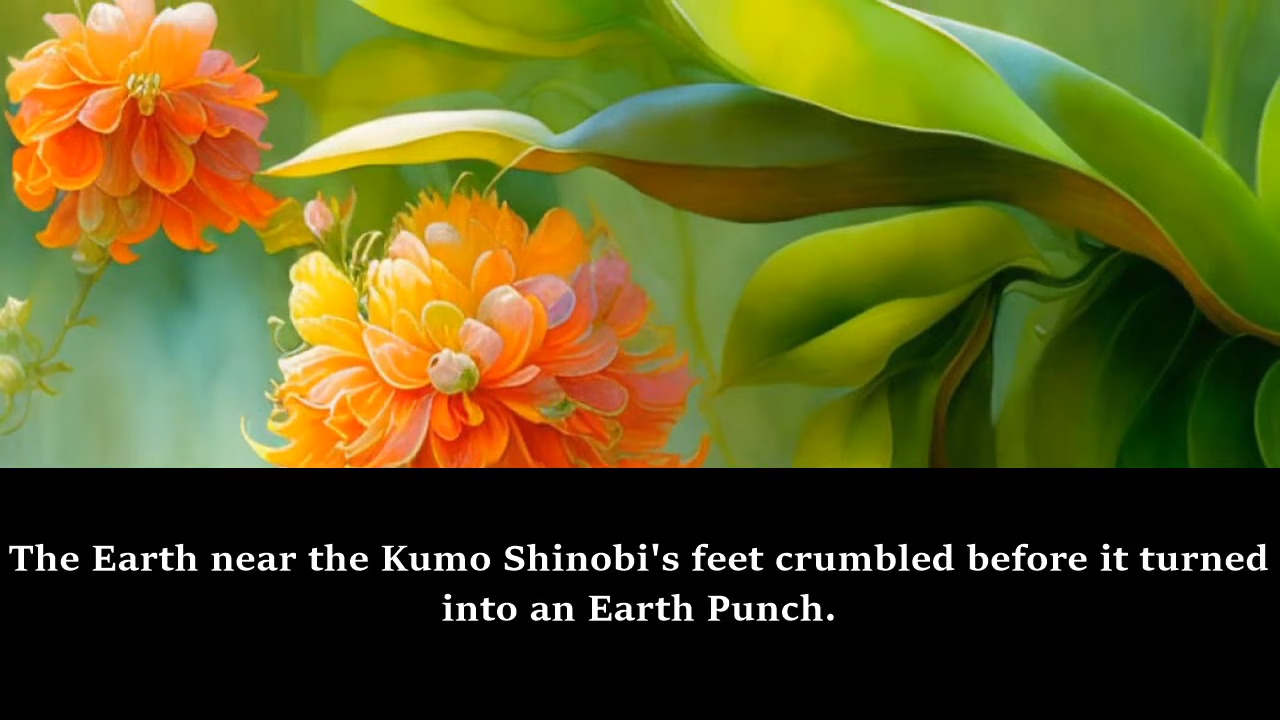 The Earth near the Kumo Shinobi's feet crumbled before it turned
into an Earth Punch.